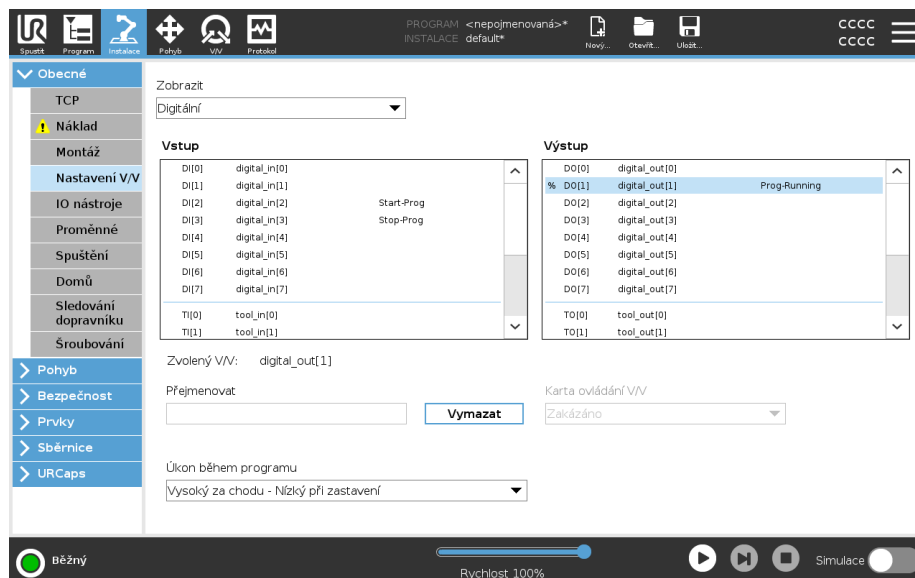 PROGRAM <nepojmenovaná>*
INSTALACE default*
Spustit
Program
Instalace
Pohyb
V/V
Protokol
Nový...
Otevřít...
Uložit...
CCCC
CCCC
Obecné
TCP
Náklad
Montáž
Nastavení V/V
IO nástroje
Proměnné
Spuštění
Domů
Sledování
dopravníku
Šroubování
Pohyb
Bezpečnost
Prvky
Sběrnice
URCaps
Zobrazit
Digitální
Vstup
DI[0] digital_in[0]
DI[1] digital_in[1]
DI[2] digital_in[2] Start-Prog
DI[3] digital_in[3] Stop-Prog
DI[4] digital_in[4]
DI[5] digital_in[5]
DI[6] digital_in[6]
DI[7] digital_in[7]
TI[0] tool_in[0]
TI[1] tool_in[1]
Výstup
DO[0] digital_out[0]
% DO[1] digital_out[1] Prog-Running
DO[2] digital_out[2]
DO[3] digital_out[3]
DO[4] digital_out[4]
DO[5] digital_out[5]
DO[6] digital_out[6]
DO[7] digital_out[7]
TO[0] tool_out[0]
TO[1] tool_out[1]
Zvolený V/V: digital_out[1]
Přejmenovat
Vymazat
Karta ovládání V/V
Zakázáno
Úkon během programu
Vysoký za chodu - Nízký při zastavení
Běžný
Rychlost 100%
Simulace